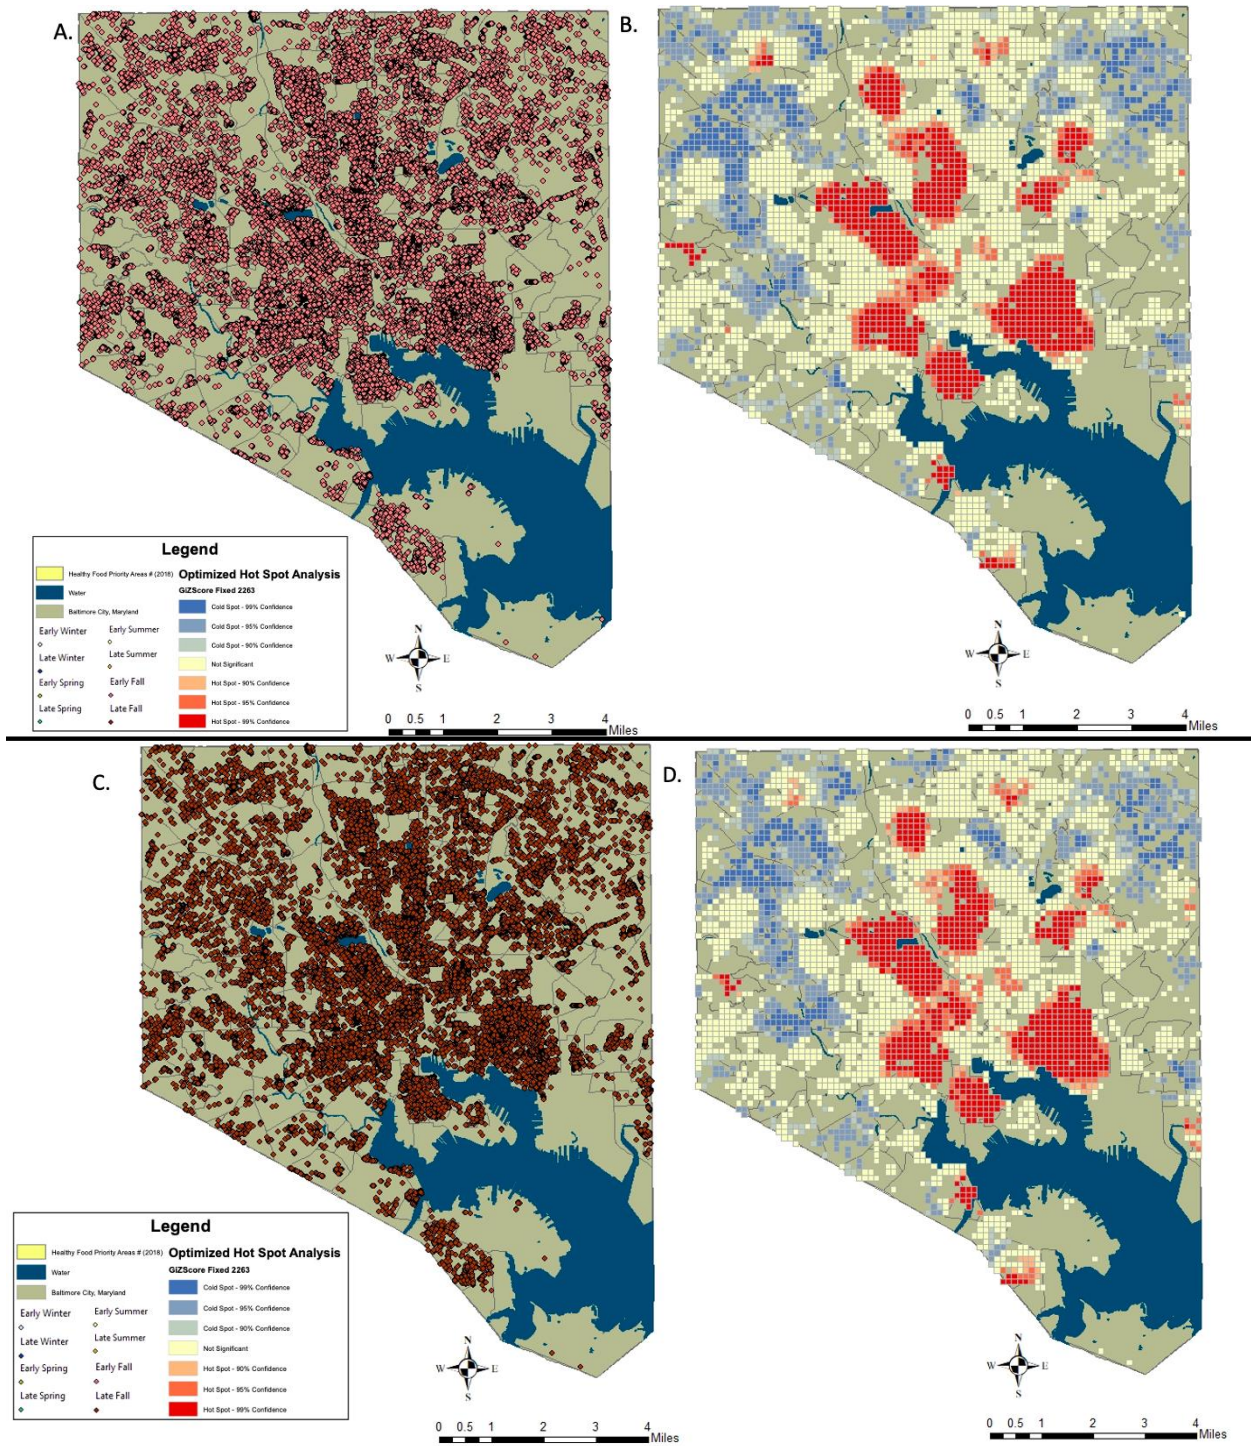 A.
B.
Legend
Healthy Food Priority Areas # (2018)
Water
Baltimore City, Maryland
Early Winter
Early Summer
Late Winter
Late Summer
Early Spring
Early Fall
Late Spring
Late Fall
Optimized Hot Spot Analysis
GiZScore Fixed 2263
Cold Spot - 99% Confidence
Cold Spot - 95% Confidence
Cold Spot - 90% Confidence
Not Significant
Hot Spot - 90% Confidence
Hot Spot - 95% Confidence
Hot Spot - 99% Confidence
N
W E
S
0 0.5 1 2 3 4
Miles
N
W E
S
0 0.5 1 2 3 4
Miles
C.
D.
Legend
Healthy Food Priority Areas # (2018)
Water
Baltimore City, Maryland
Early Winter
Early Summer
Late Winter
Late Summer
Early Spring
Early Fall
Late Spring
Late Fall
Optimized Hot Spot Analysis
GiZScore Fixed 2263
Cold Spot - 99% Confidence
Cold Spot - 95% Confidence
Cold Spot - 90% Confidence
Not Significant
Hot Spot - 90% Confidence
Hot Spot - 95% Confidence
Hot Spot - 99% Confidence
N
W E
S
0 0.5 1 2 3 4
Miles
N
W E
S
0 0.5 1 2 3 4
Miles